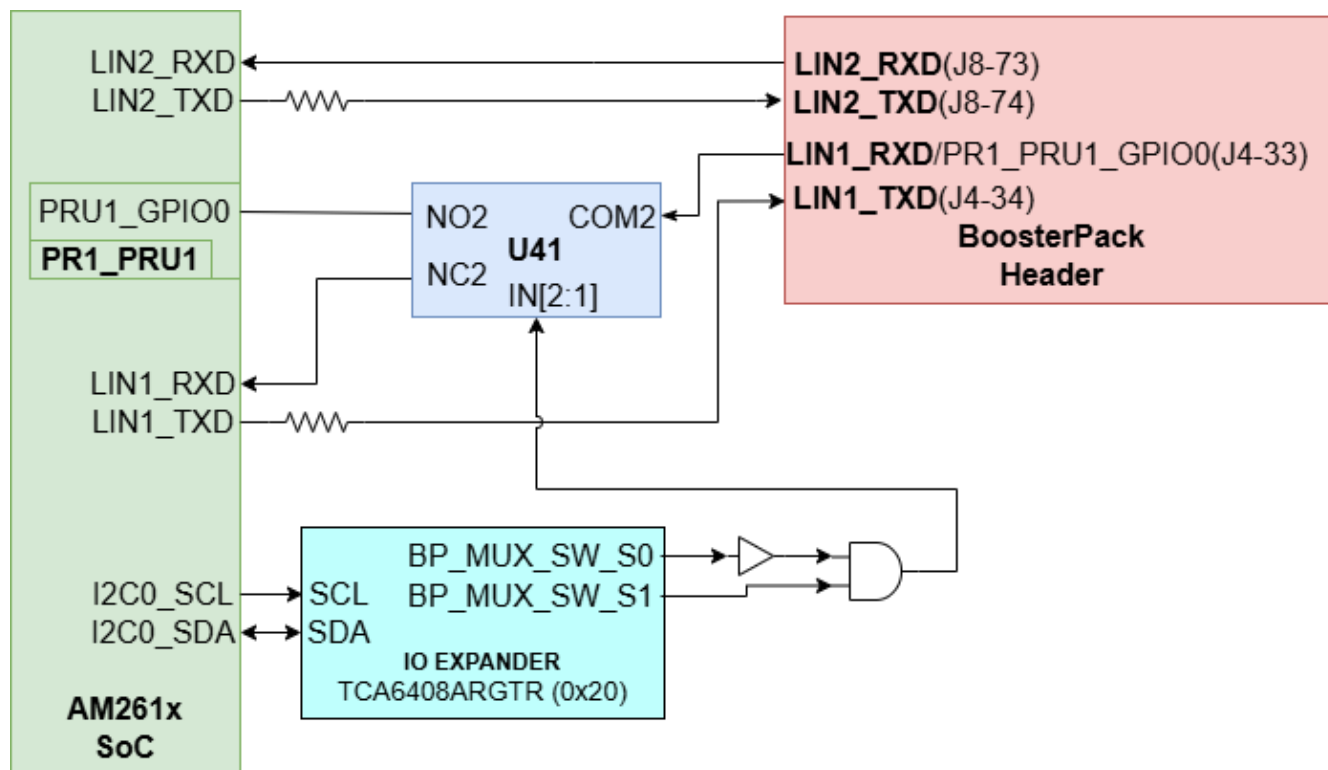 LIN2_RXD
LIN2_TXD
PRU1_GPIO0
PR1_PRU1
LIN1_RXD
LIN1_TXD
I2C0_SCL
I2C0_SDA
AM261x
SoC
NO2
COM2
U41
NC2
IN[2:1]
LIN2_RXD(J8-73)
LIN2_TXD(J8-74)
LIN1_RXD/PR1_PRU1_GPIO0(J4-33)
LIN1_TXD(J4-34)
BoosterPack
Header
BP_MUX_SW_S0
BP_MUX_SW_S1
SCL
SDA
IO EXPANDER
TCA6408ARGTR (0x20)